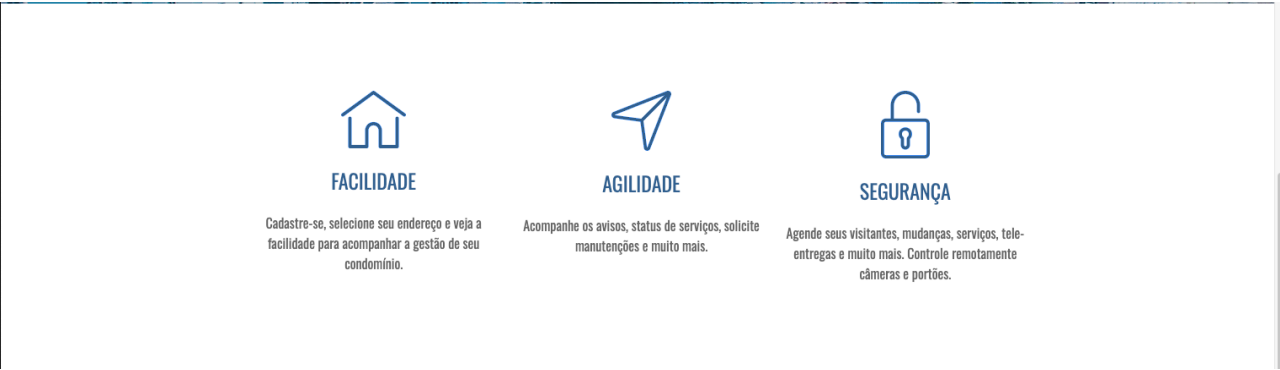 FACILIDADE
Cadastre-se, selecione seu endereço e veja a
facilidade para acompanhar a gestão de seu
condomínio.
AGILIDADE
Acompanhe os avisos, status de serviços, solicite
manutenções e muito mais.
SEGURANÇA
Agende seus visitantes, mudanças, serviços, tele-
entregas e muito mais. Controle remotamente
câmeras e portões.